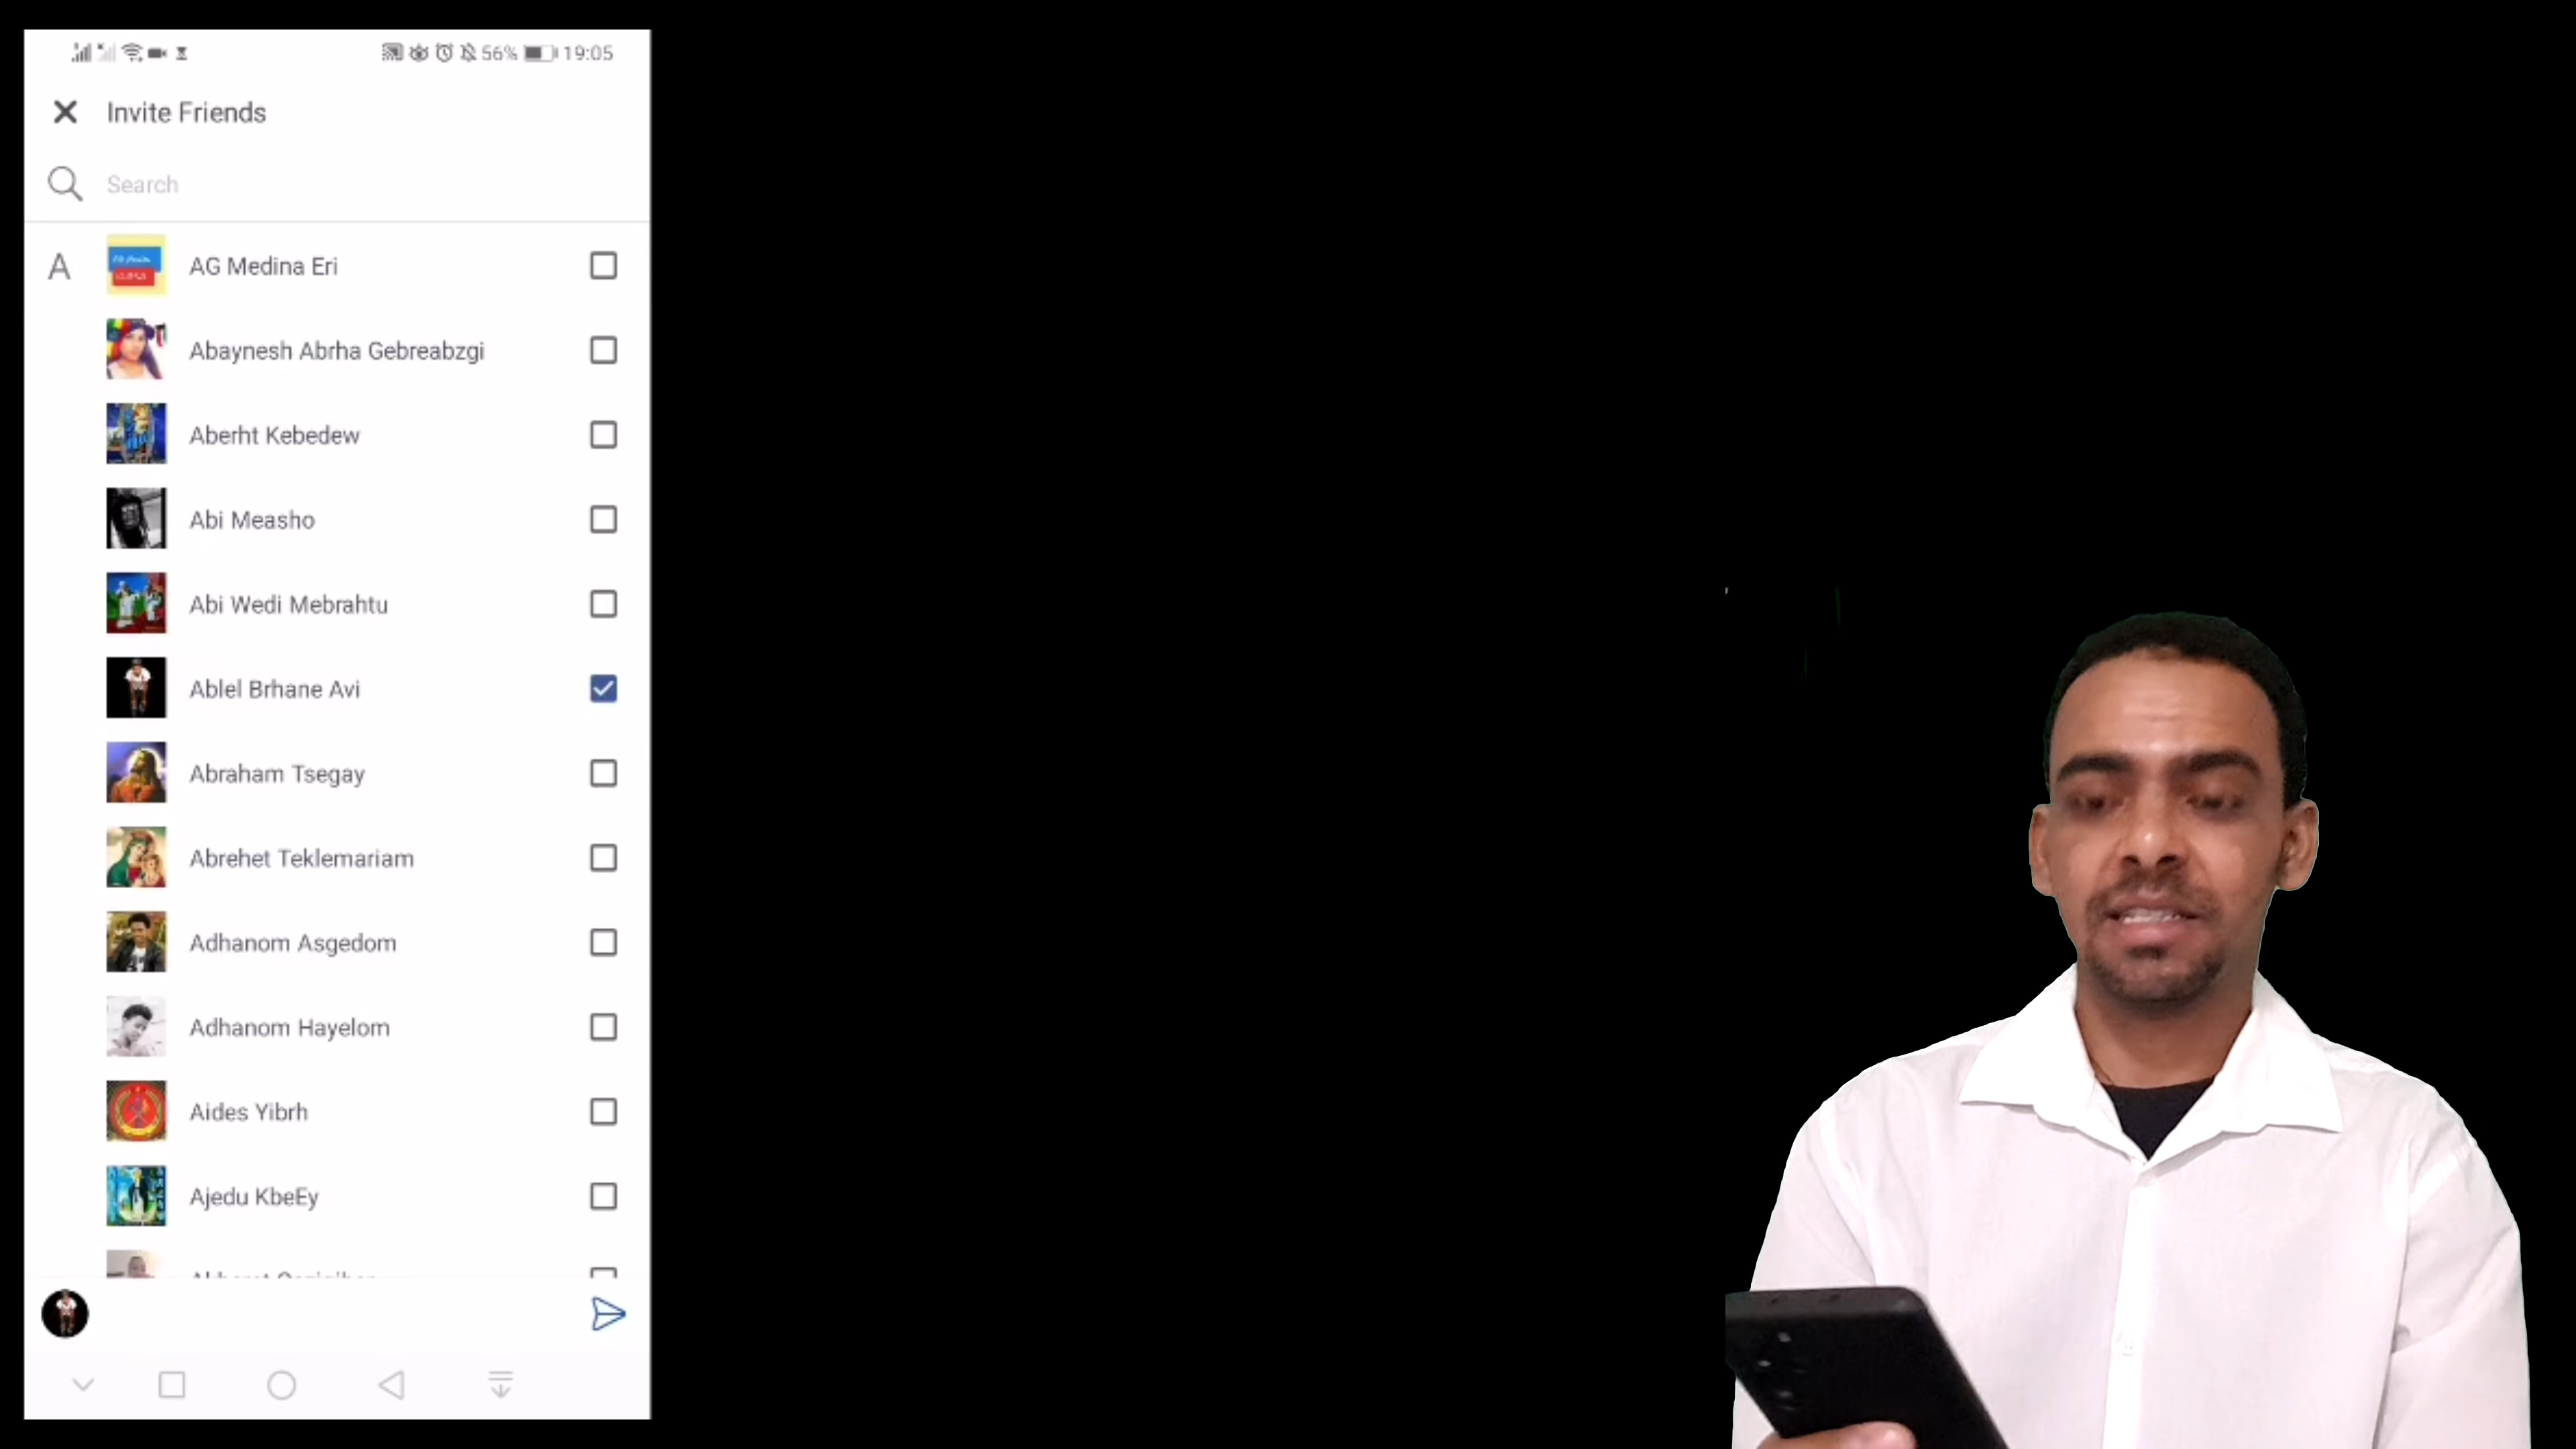 56% 19:05
Invite Friends
Search
A
AG Medina Eri
Abaynesh Abrha Gebreabzgi
Aberht Kebedew
Abi Measho
Abi Wedi Mebrahtu
Ablel Brhane Avi
Abraham Tsegay
Abrehet Teklemariam
Adhanom Asgedom
Adhanom Hayelom
Aides Yibrh
Ajedu KbeEy